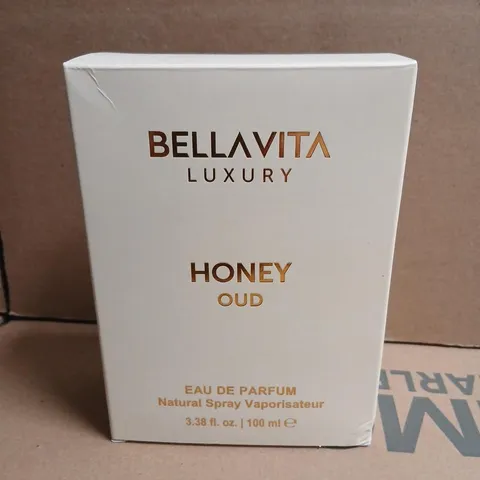 BELLAVITA
LUXURY
HONEY
OUD
EAU DE PARFUM
Natural Spray Vaporisateur
3.38 fl. oz. | 100 ml ℮